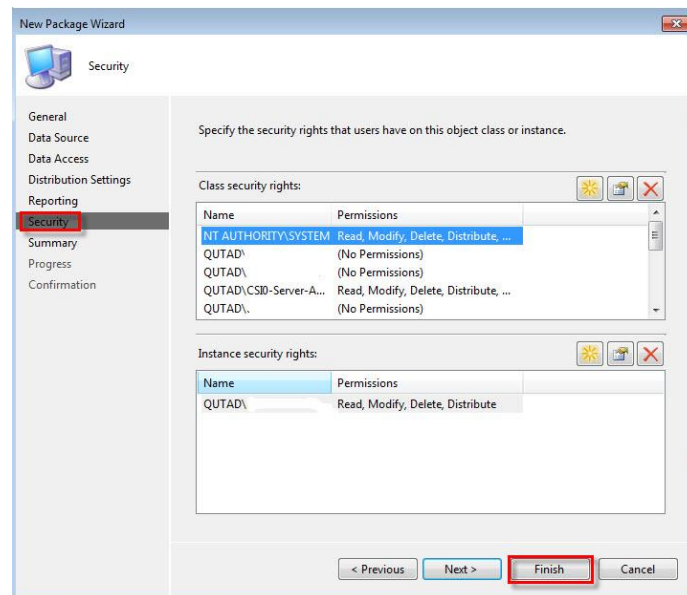 New Package Wizard
Security
General
Data Source
Data Access
Distribution Settings
Reporting
Security
Summary
Progress
Confirmation
Specify the security rights that users have on this object class or instance.
Class security rights:
Name Permissions
NT AUTHORITY\SYSTEM Read, Modify, Delete, Distribute, ...
QUTAD\ (No Permissions)
QUTAD\ (No Permissions)
QUTAD\CSI0-Server-A... Read, Modify, Delete, Distribute, ...
QUTAD\. (No Permissions)
Instance security rights:
Name Permissions
QUTAD\ Read, Modify, Delete, Distribute
< Previous Next > Finish Cancel